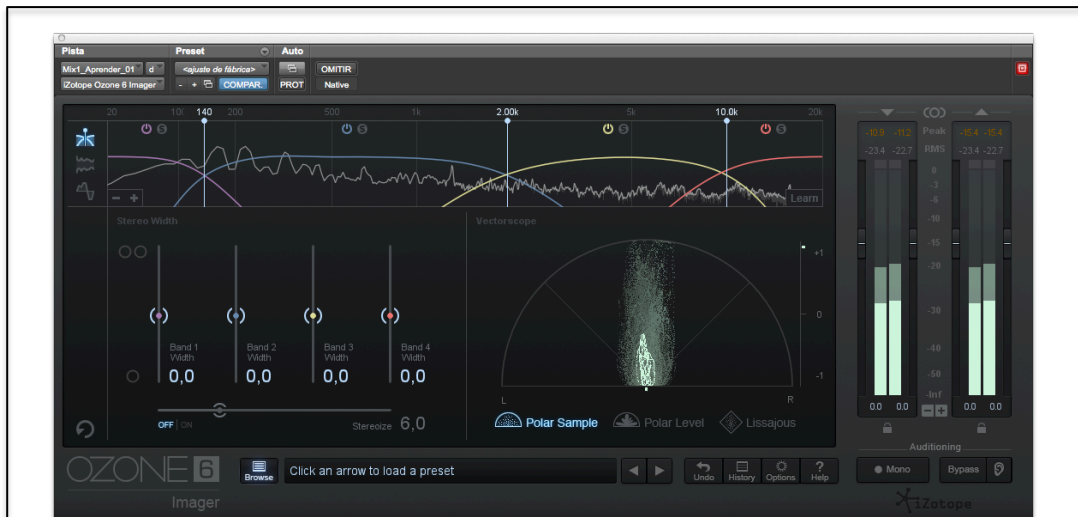 Pista Preset Auto
Mix1_Aprender_01 d <ajuste de fábrica> OMITIR
iZotope Ozone 6 Imager - + COMPAR. PROT Native
20 140 200 500 1k 2.00k 5k 10.0k 20k
S S S S
Peak -10.9 -11.2 -15.4 -15.4
RMS -23.4 -22.7 -23.4 -22.7
- + Learn
Stereo Width Vectorscope
0
-3
-6
-10
-15
-20
-30
-40
-50
-Inf
+1
0
-1
Band 1 Width 0,0
Band 2 Width 0,0
Band 3 Width 0,0
Band 4 Width 0,0
L R
OFF | ON Stereoize 6,0
Polar Sample Polar Level Lissajous
0.0 0.0 - + 0.0 0.0
Auditioning
OZONE 6 Browse Click an arrow to load a preset Undo History Options ? Help Mono Bypass
Imager iZotope